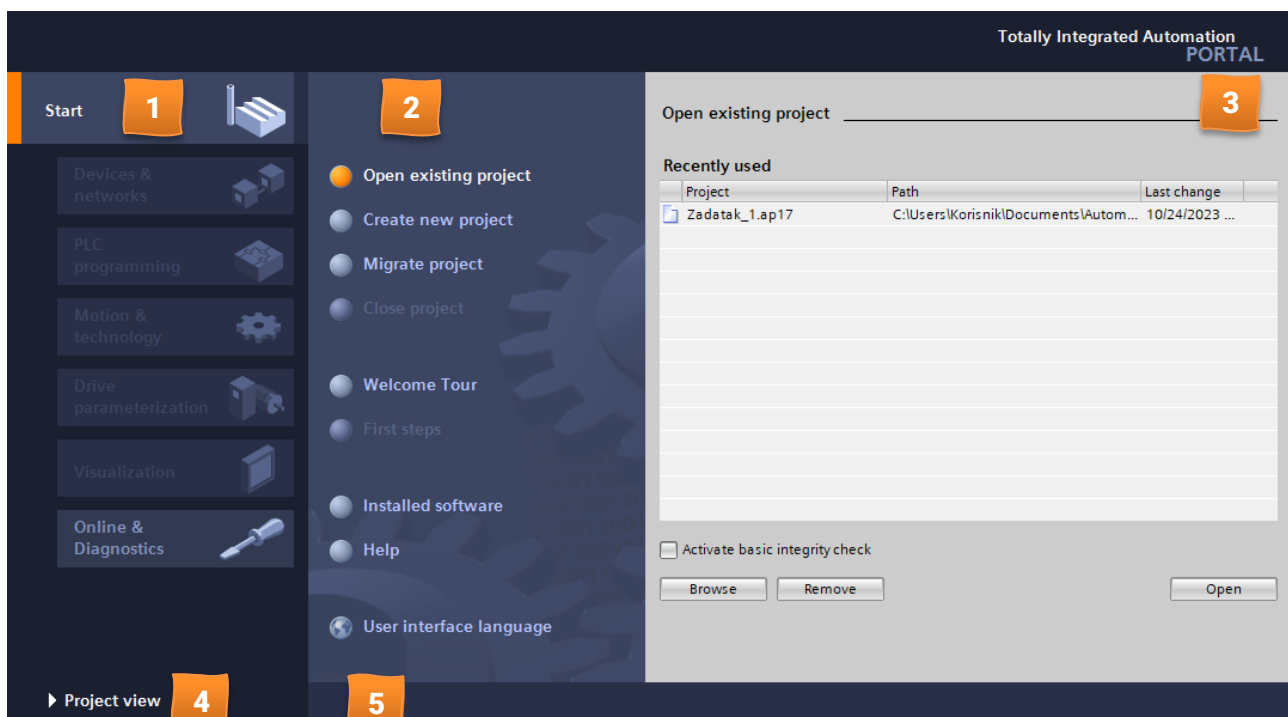 Totally Integrated Automation
PORTAL
Start
1
Devices &
networks
PLC
programming
Motion &
technology
Drive
parameterization
Visualization
Online &
Diagnostics
Project view
4
2
Open existing project
Create new project
Migrate project
Close project
Welcome Tour
First steps
Installed software
Help
User interface language
5
3
Open existing project
Recently used
Project Path Last change
Zadatak_1.ap17 C:\Users\Korisnik\Documents\Autom... 10/24/2023 ...
Activate basic integrity check
Browse Remove Open